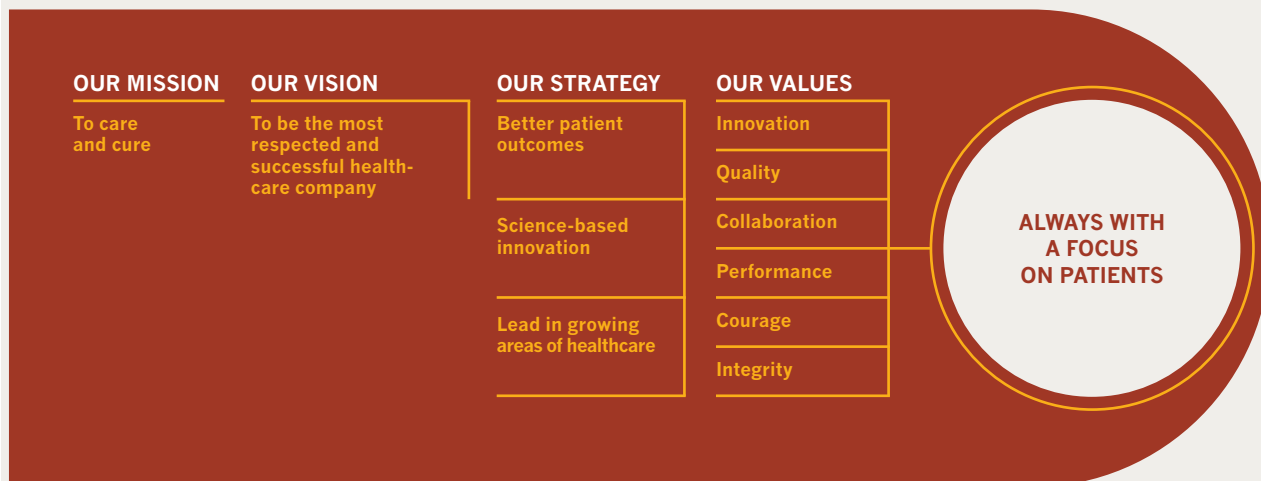 OUR MISSION
To care
and cure
OUR VISION
To be the most
respected and
successful health-
care company
OUR STRATEGY
Better patient
outcomes
Science-based
innovation
Lead in growing
areas of healthcare
OUR VALUES
Innovation
Quality
Collaboration
Performance
Courage
Integrity
ALWAYS WITH
A FOCUS
ON PATIENTS